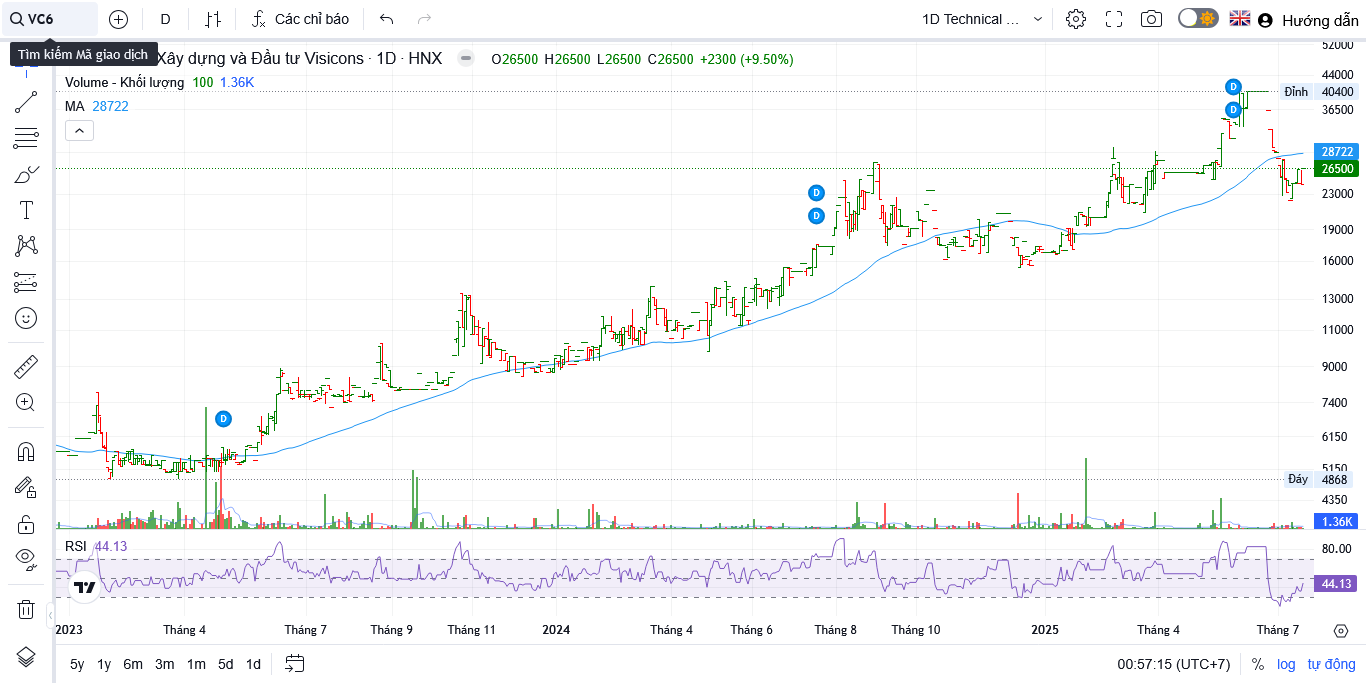 VC6
D
Các chỉ báo
1D Technical ...
Hướng dẫn
Tìm kiếm Mã giao dịch
Xây dựng và Đầu tư Visicons · 1D · HNX
O26500 H26500 L26500 C26500 +2300 (+9.50%)
Volume - Khối lượng 100 1.36K
MA 28722
52000
44000
Đỉnh 40400
36500
28722
26500
23000
19000
16000
13000
11000
9000
7400
6150
5150
Đáy 4868
4350
1.36K
D
D
D
D
D
RSI 44.13
80.00
44.13
2023
Tháng 4
Tháng 7
Tháng 9
Tháng 11
2024
Tháng 4
Tháng 6
Tháng 8
Tháng 10
2025
Tháng 4
Tháng 7
5y 1y 6m 3m 1m 5d 1d
00:57:15 (UTC+7)
% log tự động